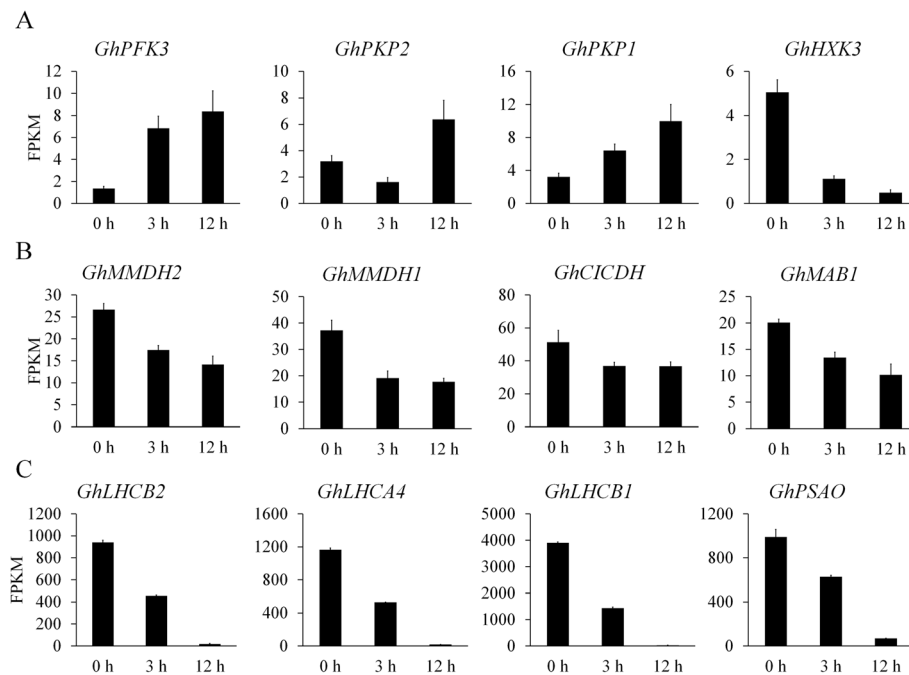 A
GhPFK3 GhPKP2 GhPKP1 GhHXK3
FPKM
12 10 8 6 4 2 0
10 8 6 4 2 0
16 12 8 4 0
6 4 2 0
0 h 3 h 12 h 0 h 3 h 12 h 0 h 3 h 12 h 0 h 3 h 12 h
B
GhMMDH2 GhMMDH1 GhCICDH GhMAB1
FPKM
30 25 20 15 10 5 0
50 40 30 20 10 0
80 60 40 20 0
25 20 15 10 5 0
0 h 3 h 12 h 0 h 3 h 12 h 0 h 3 h 12 h 0 h 3 h 12 h
C
GhLHCB2 GhLHCA4 GhLHCB1 GhPSAO
FPKM
1200 1000 800 600 400 200 0
1600 1200 800 400 0
5000 4000 3000 2000 1000 0
1200 800 400 0
0 h 3 h 12 h 0 h 3 h 12 h 0 h 3 h 12 h 0 h 3 h 12 h